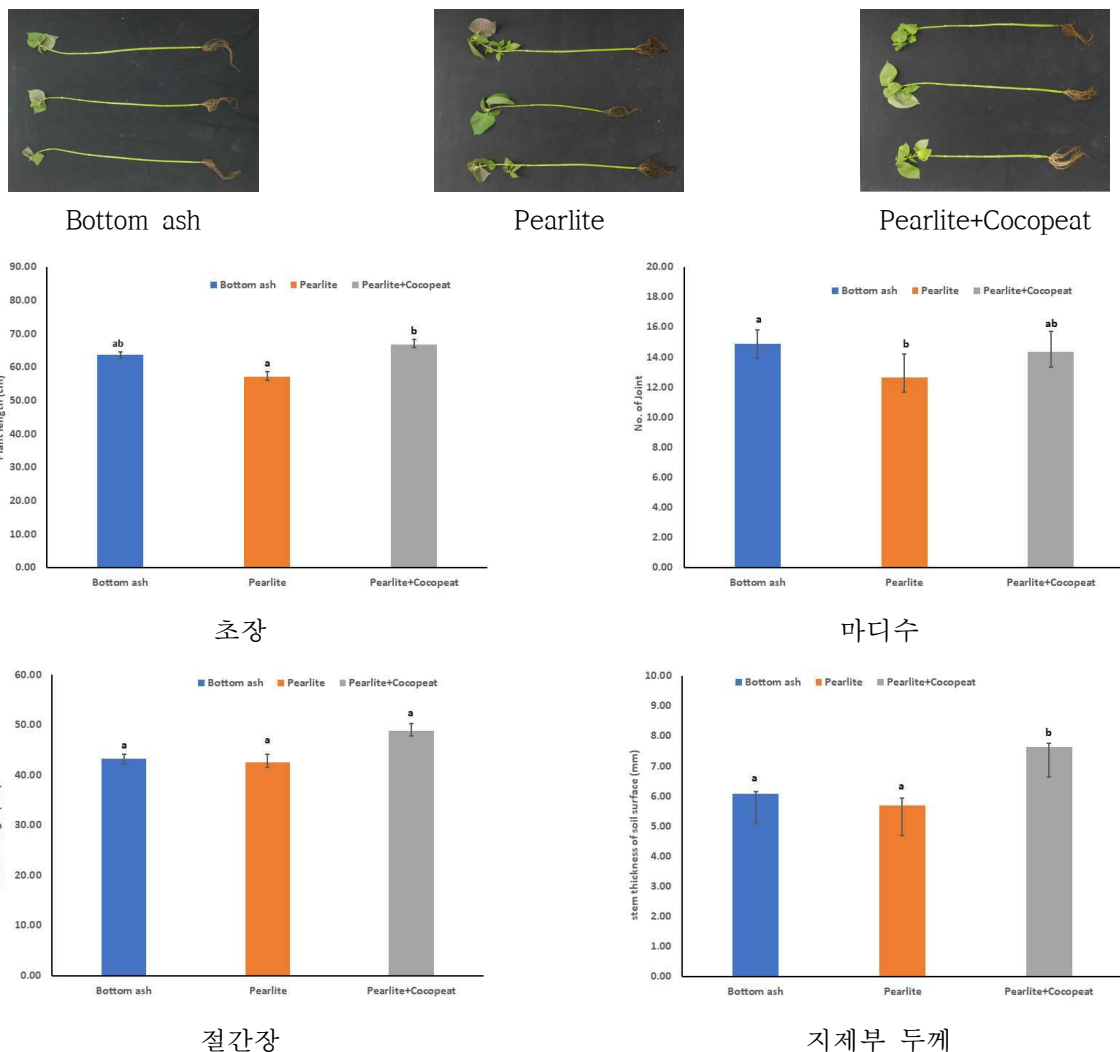 Bottom ash
Pearlite
Pearlite+Cocopeat
90.00
80.00
70.00
60.00
50.00
40.00
30.00
20.00
10.00
0.00
Plant length (cm)
Bottom ash Pearlite Pearlite+Cocopeat
ab
a
b
Bottom ash Pearlite Pearlite+Cocopeat
초장
20.00
18.00
16.00
14.00
12.00
10.00
8.00
6.00
4.00
2.00
0.00
No. of Joint
Bottom ash Pearlite Pearlite+Cocopeat
a
b
ab
Bottom ash Pearlite Pearlite+Cocopeat
마디수
60.00
50.00
40.00
30.00
20.00
10.00
0.00
Bottom ash Pearlite Pearlite+Cocopeat
a
a
a
Bottom ash Pearlite Pearlite+Cocopeat
절간장
10.00
9.00
8.00
7.00
6.00
5.00
4.00
3.00
2.00
1.00
0.00
stem thickness of soil surface (mm)
Bottom ash Pearlite Pearlite+Cocopeat
a
a
b
Bottom ash Pearlite Pearlite+Cocopeat
지제부 두께